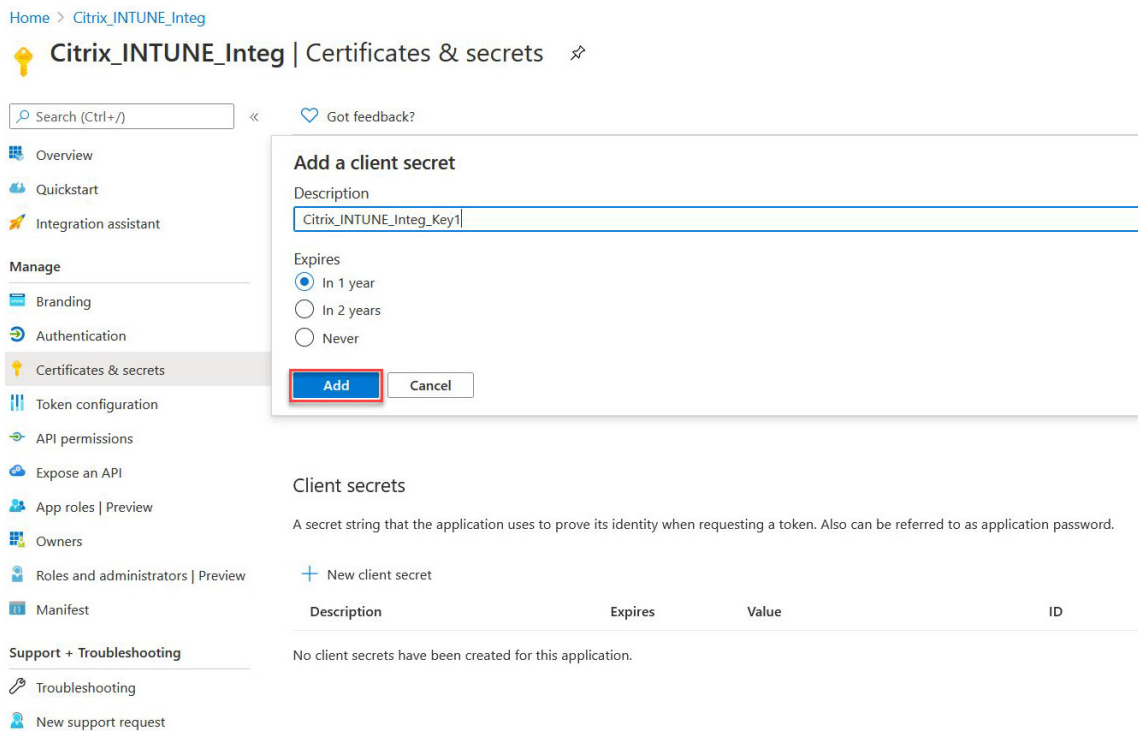 Home > Citrix_INTUNE_Integ
Citrix_INTUNE_Integ | Certificates & secrets
Search (Ctrl+/)
«
Got feedback?
Overview
Quickstart
Integration assistant
Manage
Branding
Authentication
Certificates & secrets
Token configuration
API permissions
Expose an API
App roles | Preview
Owners
Roles and administrators | Preview
Manifest
Support + Troubleshooting
Troubleshooting
New support request
Add a client secret
Description
Citrix_INTUNE_Integ_Key1
Expires
In 1 year
In 2 years
Never
Add Cancel
Client secrets
A secret string that the application uses to prove its identity when requesting a token. Also can be referred to as application password.
+ New client secret
Description Expires Value ID
No client secrets have been created for this application.